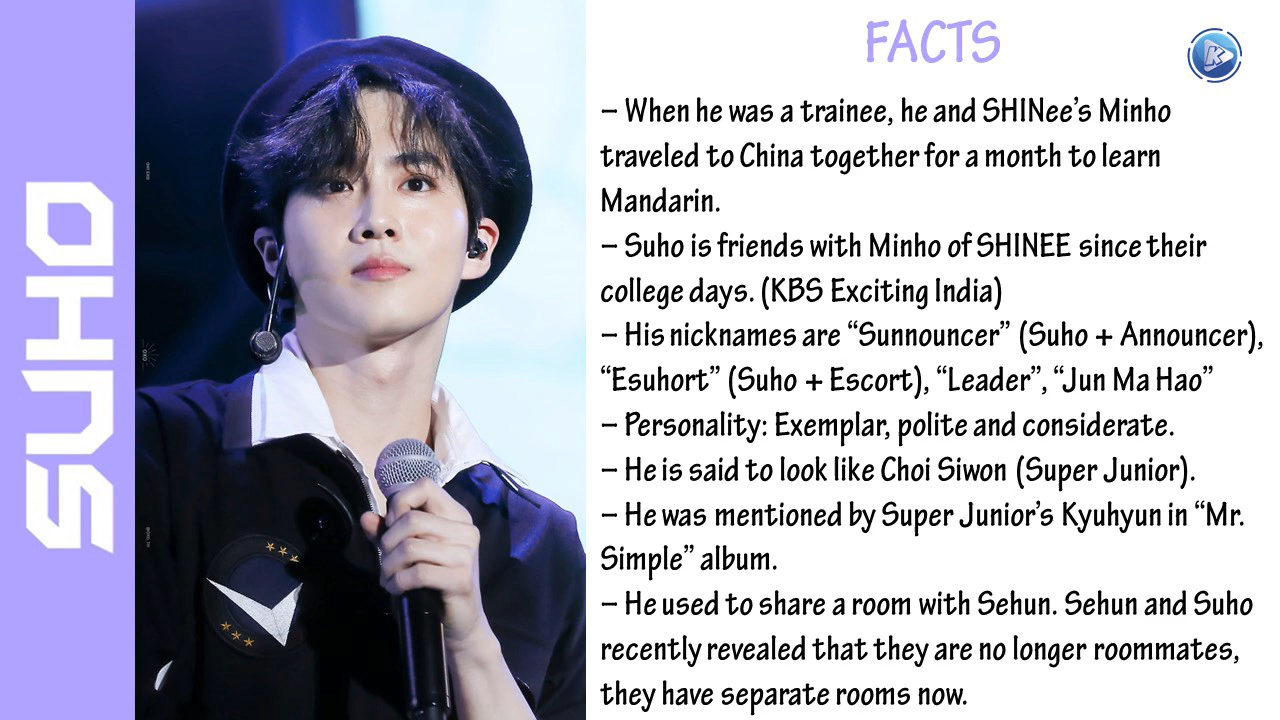 SUHO
FACTS
– When he was a trainee, he and SHINee’s Minho
traveled to China together for a month to learn
Mandarin.
– Suho is friends with Minho of SHINEE since their
college days. (KBS Exciting India)
– His nicknames are “Sunnouncer” (Suho + Announcer),
“Esuhort” (Suho + Escort), “Leader”, “Jun Ma Hao”
– Personality: Exemplar, polite and considerate.
– He is said to look like Choi Siwon (Super Junior).
– He was mentioned by Super Junior’s Kyuhyun in “Mr.
Simple” album.
– He used to share a room with Sehun. Sehun and Suho
recently revealed that they are no longer roommates,
they have separate rooms now.